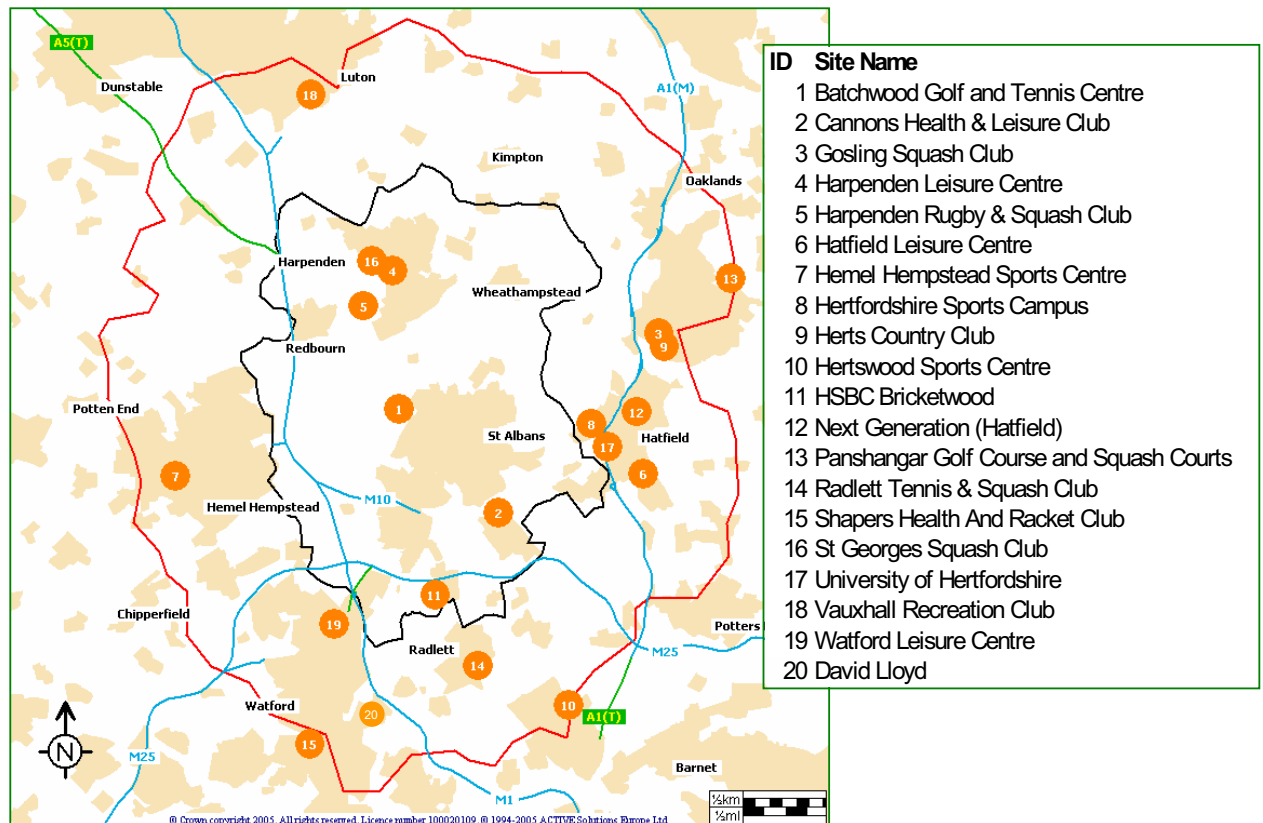 A5(T)
Luton
Dunstable
18
A1(M)
Kimpton
Oaklands
Harpenden
16
4
13
Wheathampstead
5
3
9
Redbourn
Potten End
1
12
8
St Albans
17
Hatfield
7
6
M10
Hemel Hempstead
2
11
Chipperfield
19
Potters
Radlett
M25
14
Watford
10
20
A1(T)
15
N
M25
Barnet
M1
½km
½ml
© Crown copyright 2005. All rights reserved. Licence number 100020109. © 1994-2005 ACTIVE Solutions Europe Ltd
ID Site Name
1 Batchwood Golf and Tennis Centre
2 Cannons Health & Leisure Club
3 Gosling Squash Club
4 Harpenden Leisure Centre
5 Harpenden Rugby & Squash Club
6 Hatfield Leisure Centre
7 Hemel Hempstead Sports Centre
8 Hertfordshire Sports Campus
9 Herts Country Club
10 Hertswood Sports Centre
11 HSBC Bricketwood
12 Next Generation (Hatfield)
13 Panshangar Golf Course and Squash Courts
14 Radlett Tennis & Squash Club
15 Shapers Health And Racket Club
16 St Georges Squash Club
17 University of Hertfordshire
18 Vauxhall Recreation Club
19 Watford Leisure Centre
20 David Lloyd